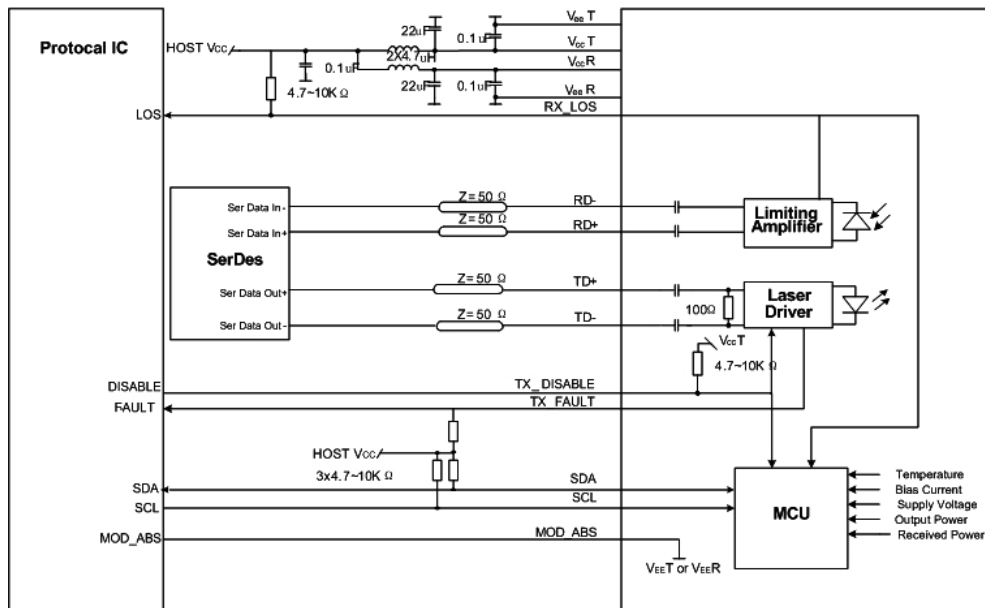 Protocal IC
HOST Vcc
22uF
0.1uF
VeeT
VccT
VccR
VeeR
0.1uF
2X4.7uH
22uF
0.1uF
4.7~10K Ω
LOS
RX_LOS
Ser Data In-
Z=50 Ω
RD-
Ser Data In+
Z=50 Ω
RD+
Limiting
Amplifier
SerDes
Ser Data Out+
Z=50 Ω
TD+
Ser Data Out-
Z=50 Ω
TD-
100Ω
Laser
Driver
VccT
4.7~10K Ω
DISABLE
TX_DISABLE
FAULT
TX_FAULT
HOST Vcc
3x4.7~10K Ω
SDA
SDA
SCL
SCL
MCU
Temperature
Bias Current
Supply Voltage
Output Power
Received Power
MOD_ABS
MOD_ABS
VEET or VEER